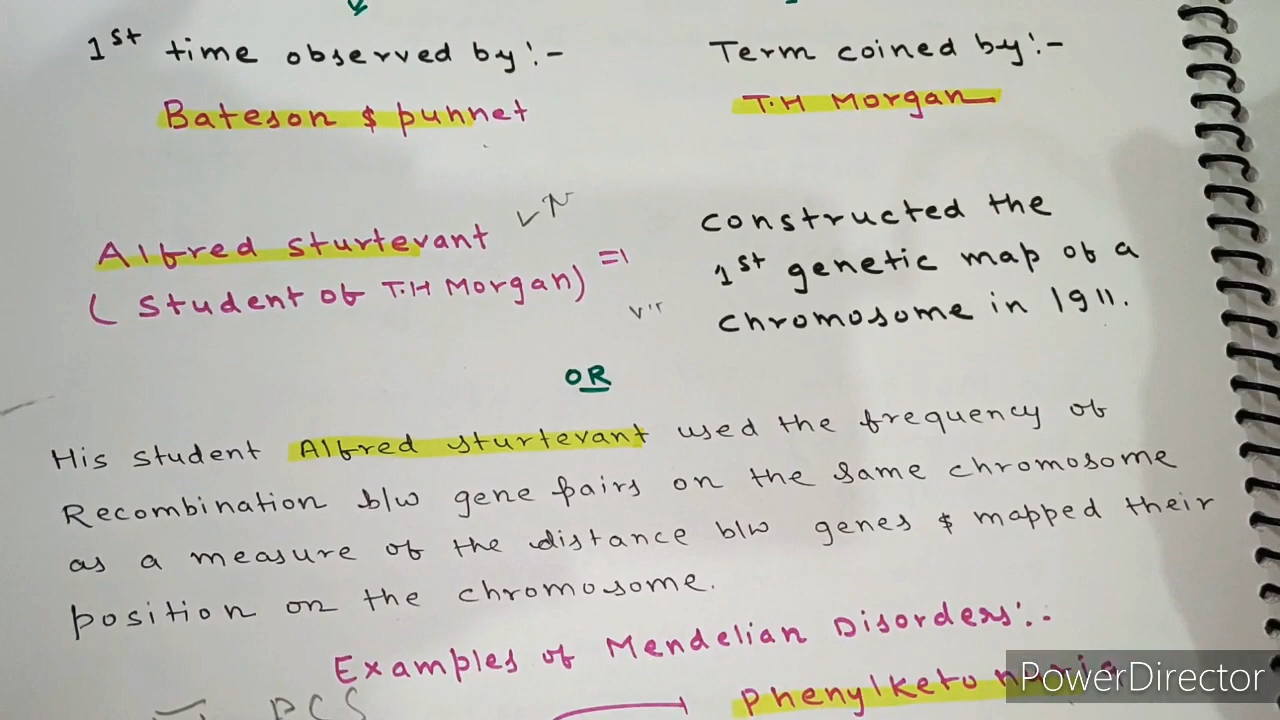 1st time observed by:-
Bateson & punnet
Term coined by:-
T.H Morgan
Alfred sturtevant
(Student of T.H Morgan)
constructed the
1st genetic map of a
chromosome in 1911.
OR
His student Alfred sturtevant used the frequency of
Recombination b/w gene pairs on the same chromosome
as a measure of the distance b/w genes & mapped their
position on the chromosome.
Examples of Mendelian Disorders:-
PowerDirector